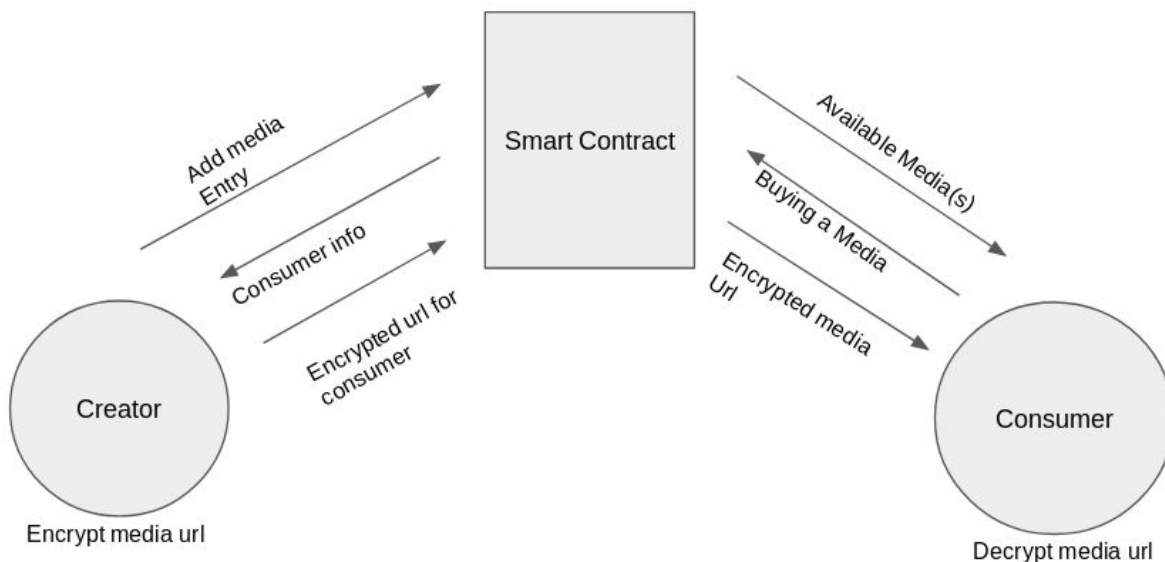 Smart Contract
Add media
Entry
Consumer info
Encrypted url for
consumer
Creator
Encrypt media url
Available Media(s)
Buying a Media
Encrypted media
Url
Consumer
Decrypt media url